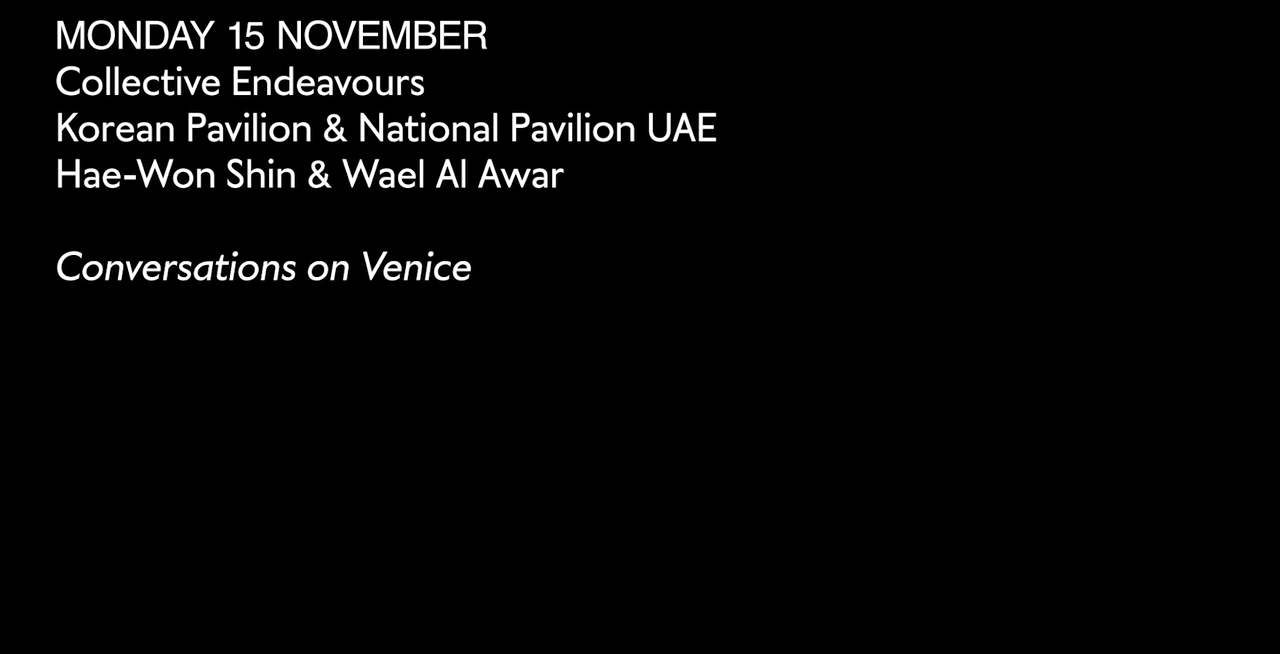 MONDAY 15 NOVEMBER
Collective Endeavours
Korean Pavilion & National Pavilion UAE
Hae-Won Shin & Wael Al Awar
Conversations on Venice